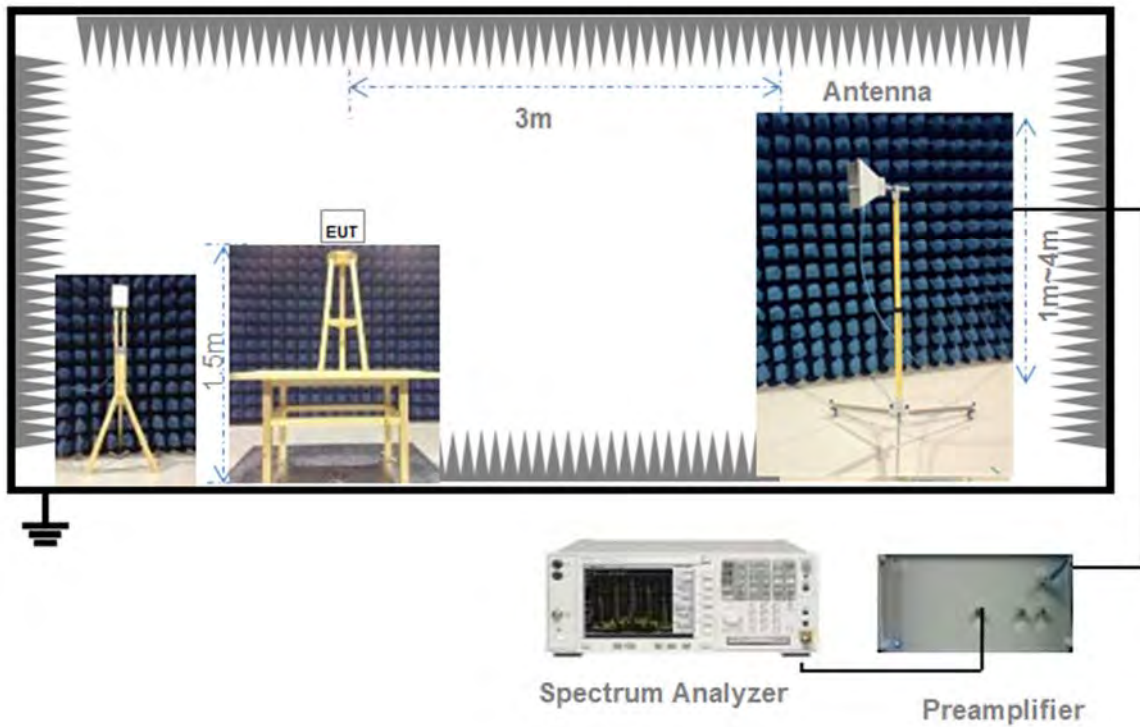 Antenna
3m
EUT
1.5m
1m~4m
Spectrum Analyzer
Preamplifier